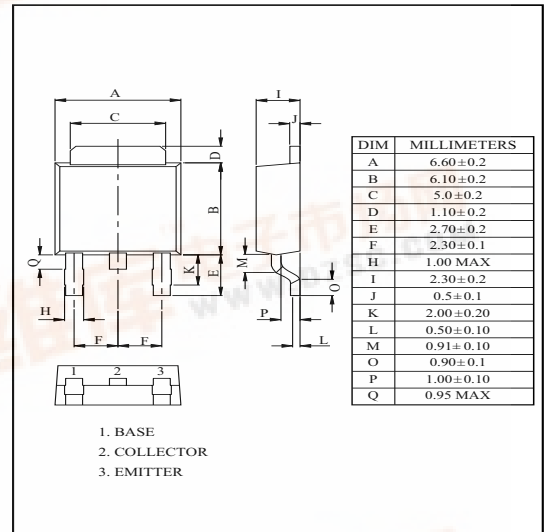 A
C
D
B
Q
K
E
H
F
F
I
J
M
O
P
L
1 2 3
1. BASE
2. COLLECTOR
3. EMITTER
DIM MILLIMETERS
A 6.60±0.2
B 6.10±0.2
C 5.0±0.2
D 1.10±0.2
E 2.70±0.2
F 2.30±0.1
H 1.00 MAX
I 2.30±0.2
J 0.5±0.1
K 2.00±0.20
L 0.50±0.10
M 0.91±0.10
O 0.90±0.1
P 1.00±0.10
Q 0.95 MAX